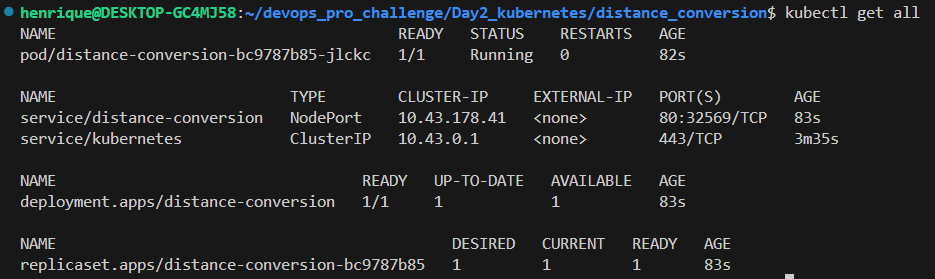 henrique@DESKTOP-GC4MJ58:~/devops_pro_challenge/Day2_kubernetes/distance_conversion$ kubectl get all
NAME READY STATUS RESTARTS AGE
pod/distance-conversion-bc9787b85-jlckc 1/1 Running 0 82s
NAME TYPE CLUSTER-IP EXTERNAL-IP PORT(S) AGE
service/distance-conversion NodePort 10.43.178.41 <none> 80:32569/TCP 83s
service/kubernetes ClusterIP 10.43.0.1 <none> 443/TCP 3m35s
NAME READY UP-TO-DATE AVAILABLE AGE
deployment.apps/distance-conversion 1/1 1 1 83s
NAME DESIRED CURRENT READY AGE
replicaset.apps/distance-conversion-bc9787b85 1 1 1 83s